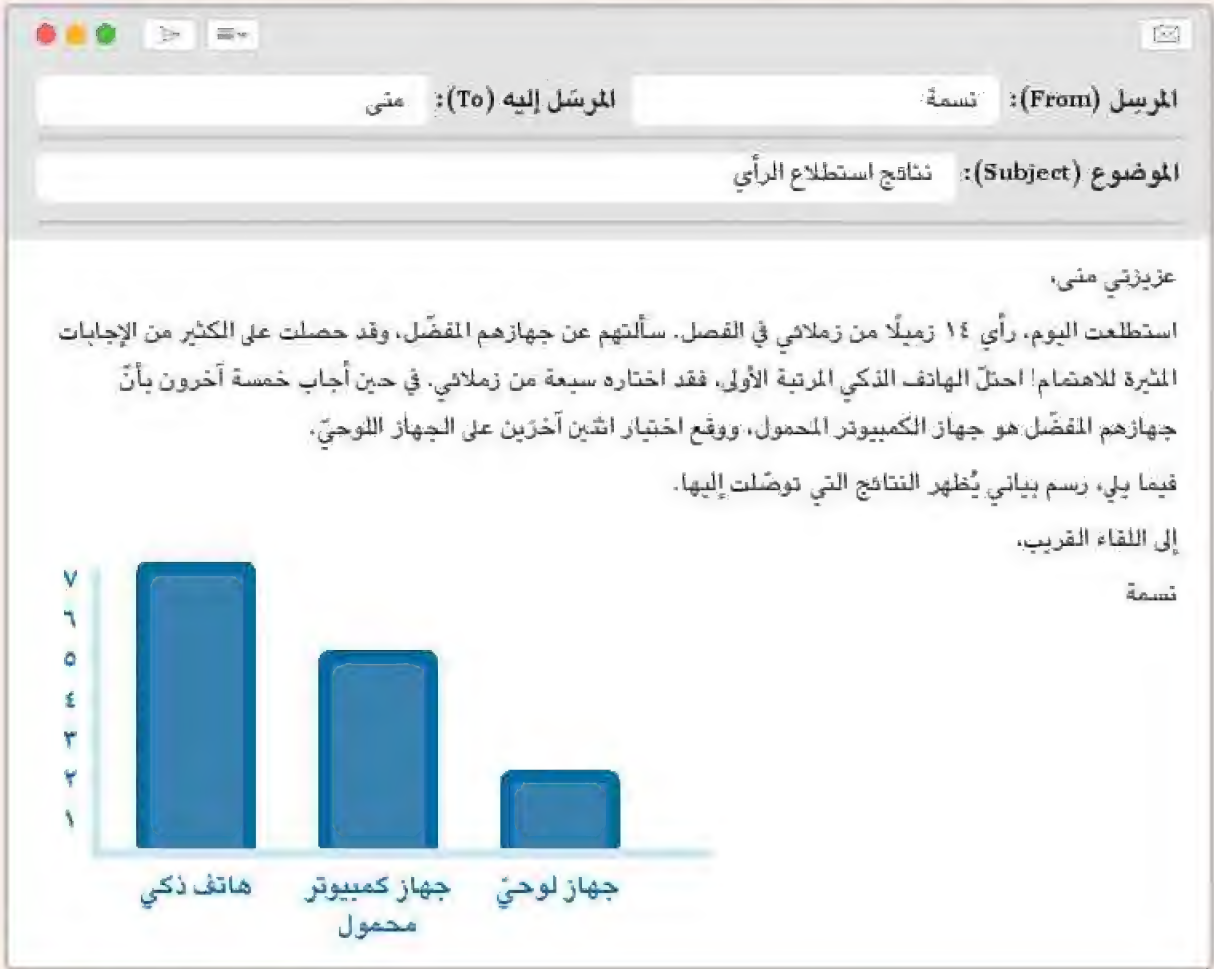 المرسِل (From): نسمة المرسَل إليه (To): منى
الموضوع (Subject): نتائج استطلاع الرأي
عزيزتي منى،
استطلعت اليوم، رأي ١٤ زميلًا من زملائي في الفصل. سألتهم عن جهازهم المفضّل، وقد حصلت على الكثير من الإجابات
المثيرة للاهتمام! احتلّ الهاتف الذكي المرتبة الأولى، فقد اختاره سبعة من زملائي. في حين أجاب خمسة آخرون بأنّ
جهازهم المفضّل هو جهاز الكمبيوتر المحمول، ووقع اختيار اثنين آخرَين على الجهاز اللوحيّ.
فيما يلي، رسم بياني يُظهر النتائج التي توصّلت إليها.
إلى اللقاء القريب،
نسمة
٧
٦
٥
٤
٣
٢
١
هاتف ذكي جهاز كمبيوتر جهاز لوحيّ
محمول